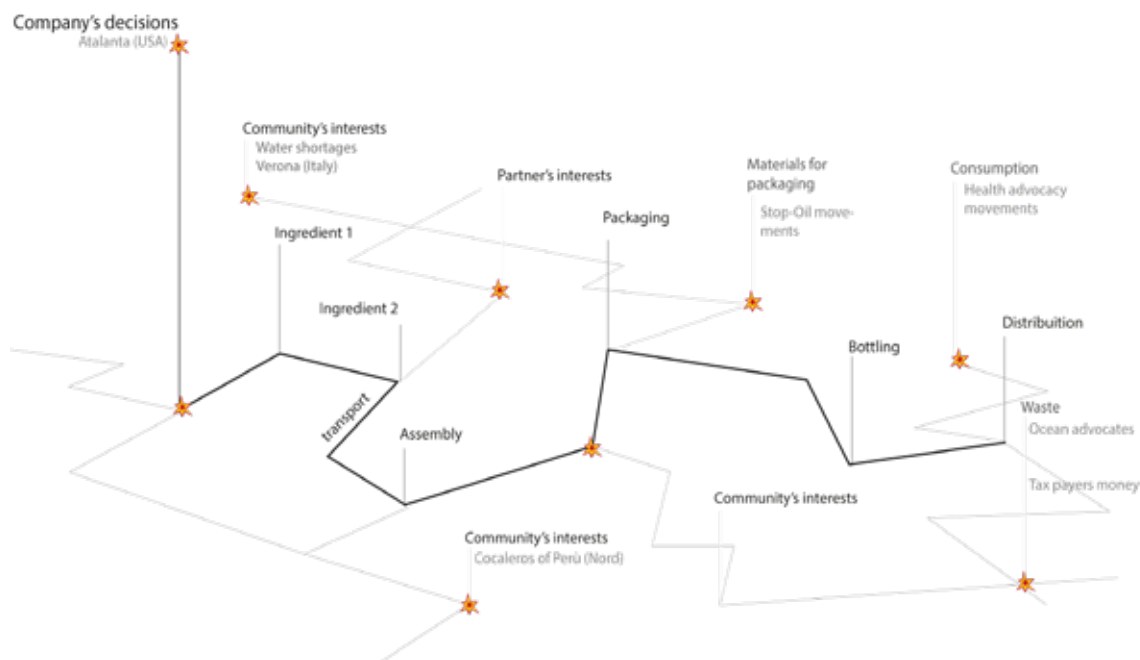 Company's decisions
Atalanta (USA)
Community's interests
Water shortages
Verona (Italy)
Partner's interests
Materials for
packaging
Stop-Oil move-
ments
Consumption
Health advocacy
movements
Packaging
Ingredient 1
Ingredient 2
Distribuition
Bottling
transport
Assembly
Waste
Ocean advocates
Tax payers money
Community's interests
Community's interests
Cocaleros of Perù (Nord)